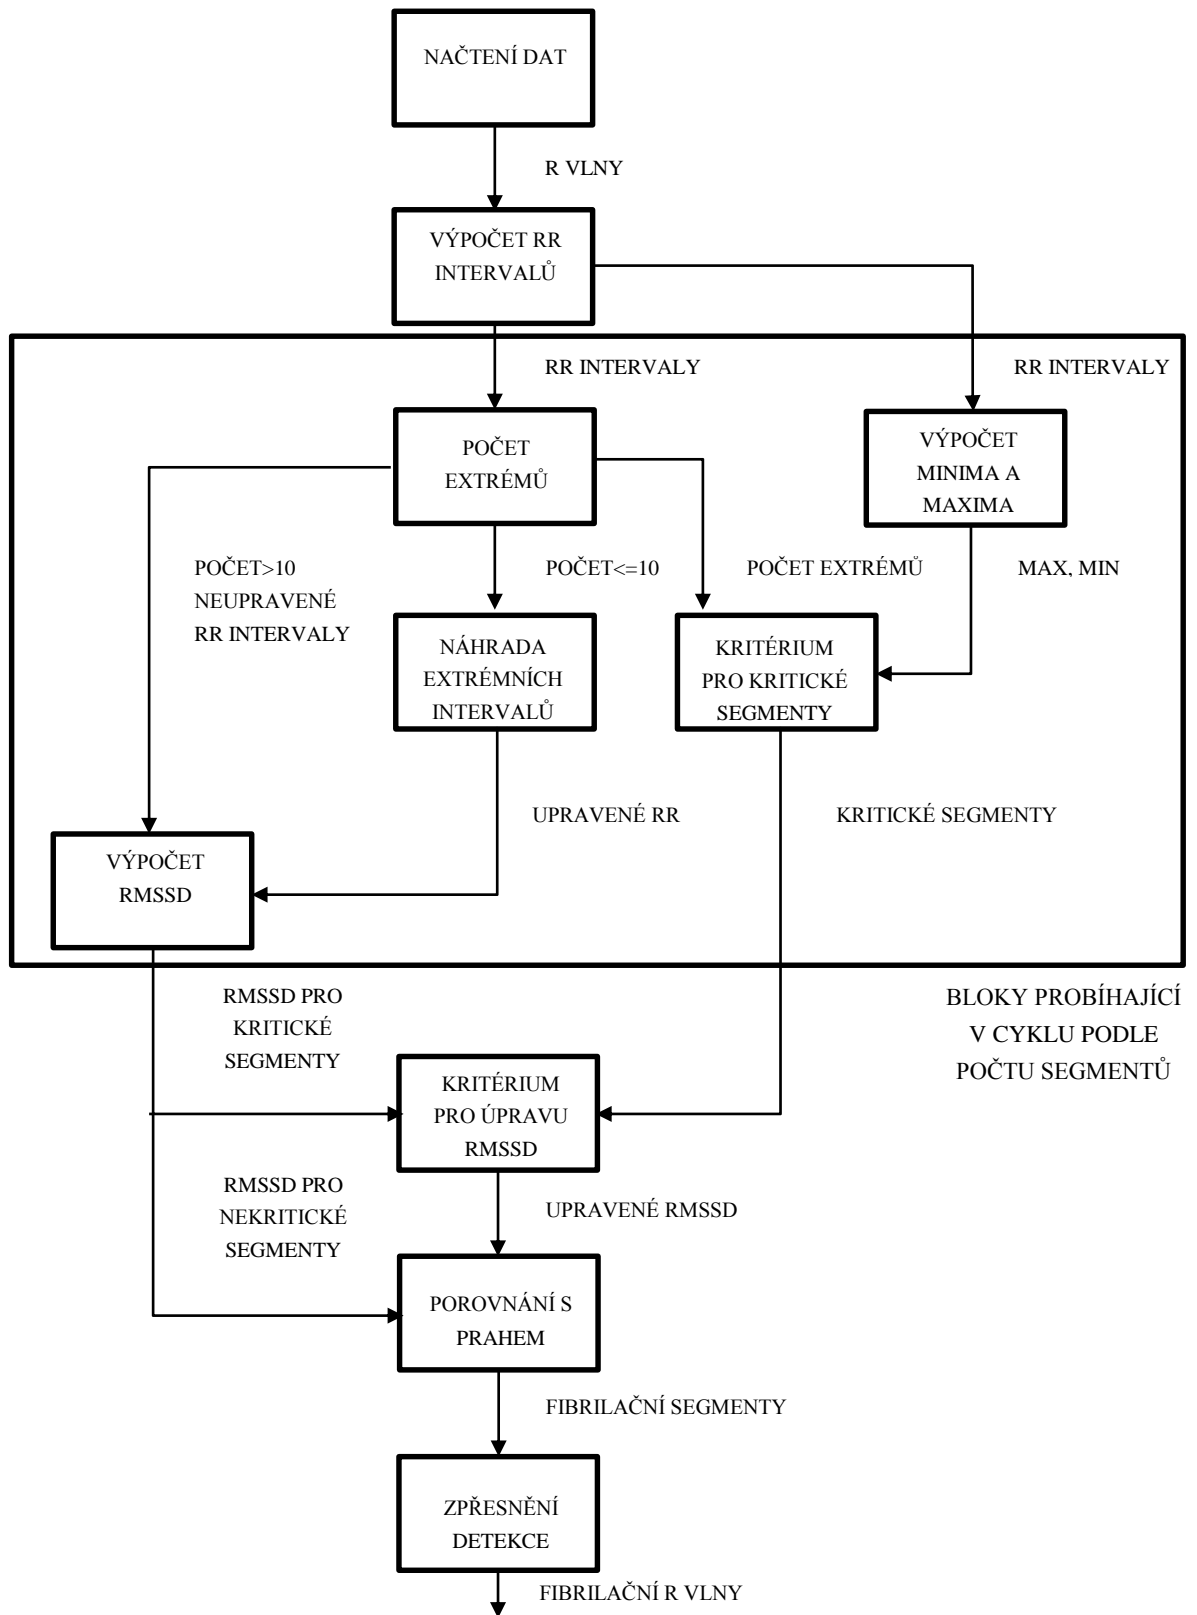 NAČTENÍ DAT
R VLNY
VÝPOČET RR
INTERVALŮ
RR INTERVALY
RR INTERVALY
POČET
EXTRÉMŮ
VÝPOČET
MINIMA A
MAXIMA
POČET>10
NEUPRAVENÉ
RR INTERVALY
POČET<=10
POČET EXTRÉMŮ
MAX, MIN
NÁHRADA
EXTRÉMNÍCH
INTERVALŮ
KRITÉRIUM
PRO KRITICKÉ
SEGMENTY
UPRAVENÉ RR
KRITICKÉ SEGMENTY
VÝPOČET
RMSSD
RMSSD PRO
KRITICKÉ
SEGMENTY
BLOKY PROBÍHAJÍCÍ
V CYKLU PODLE
POČTU SEGMENTŮ
KRITÉRIUM
PRO ÚPRAVU
RMSSD
RMSSD PRO
NEKRITICKÉ
SEGMENTY
UPRAVENÉ RMSSD
POROVNÁNÍ S
PRAHEM
FIBRILAČNÍ SEGMENTY
ZPŘESNĚNÍ
DETEKCE
FIBRILAČNÍ R VLNY